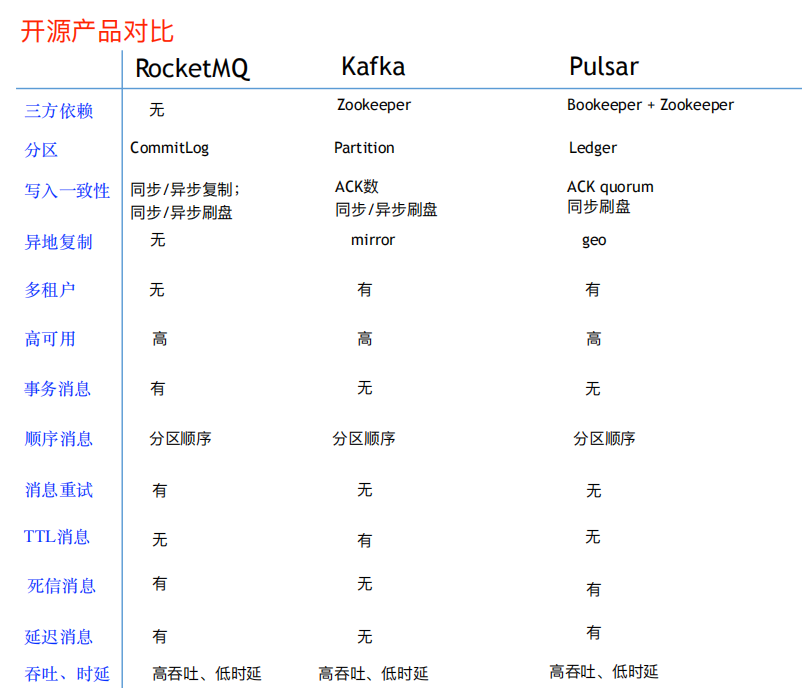 开源产品对比
RocketMQ Kafka Pulsar
三方依赖 无 Zookeeper Bookeeper + Zookeeper
分区 CommitLog Partition Ledger
写入一致性 同步/异步复制; ACK数 ACK quorum
同步/异步刷盘 同步/异步刷盘 同步刷盘
异地复制 无 mirror geo
多租户 无 有 有
高可用 高 高 高
事务消息 有 无 无
顺序消息 分区顺序 分区顺序 分区顺序
消息重试 有 无 无
TTL消息 无 有 无
死信消息 有 无 有
延迟消息 有 无 有
吞吐、时延 高吞吐、低时延 高吞吐、低时延 高吞吐、低时延